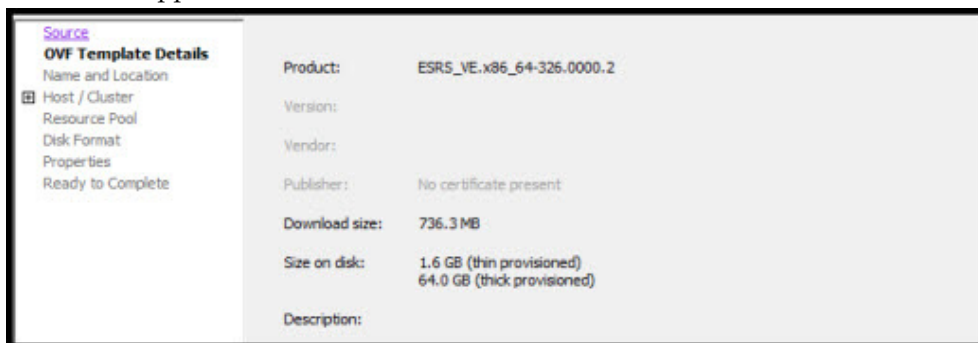 Source
OVF Template Details
Name and Location
Host / Cluster
Resource Pool
Disk Format
Properties
Ready to Complete
Product: ESRS_VE.x86_64-326.0000.2
Version:
Vendor:
Publisher: No certificate present
Download size: 736.3 MB
Size on disk: 1.6 GB (thin provisioned)
64.0 GB (thick provisioned)
Description: